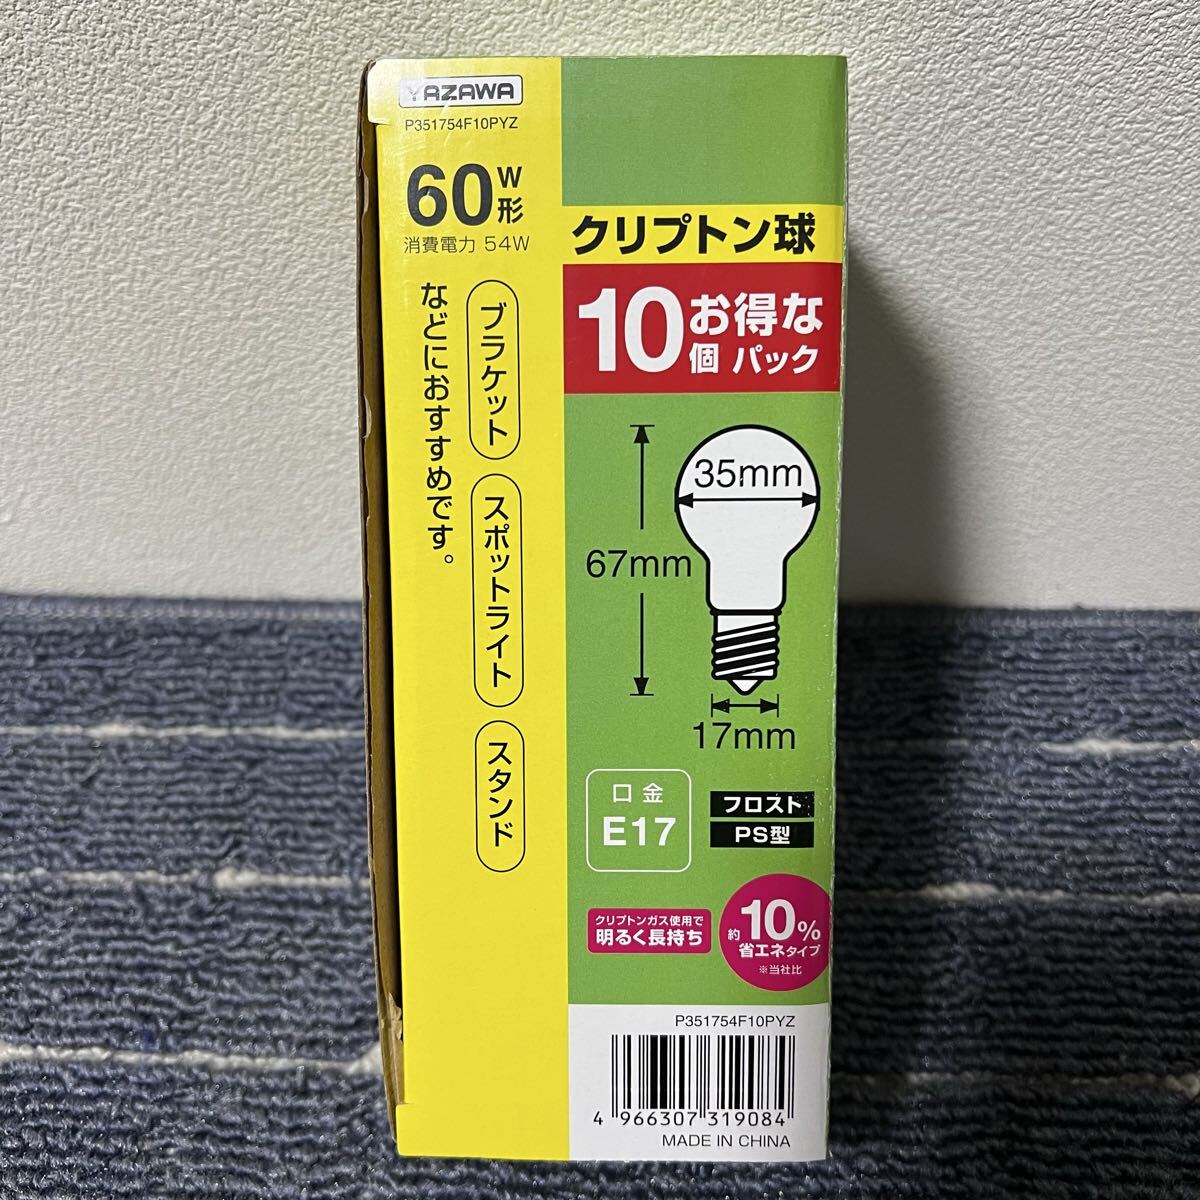 YAZAWA
P351754F10PYZ
60W形
消費電力 54W
ブラケット
スポットライト
スタンド
などにおすすめです。
クリプトン球
10個 お得なパック
35mm
67mm
17mm
口金
E17
フロスト
PS型
クリプトンガス使用で
明るく長持ち
約10%
省エネタイプ
※当社比
P351754F10PYZ
4 966307 319084
MADE IN CHINA